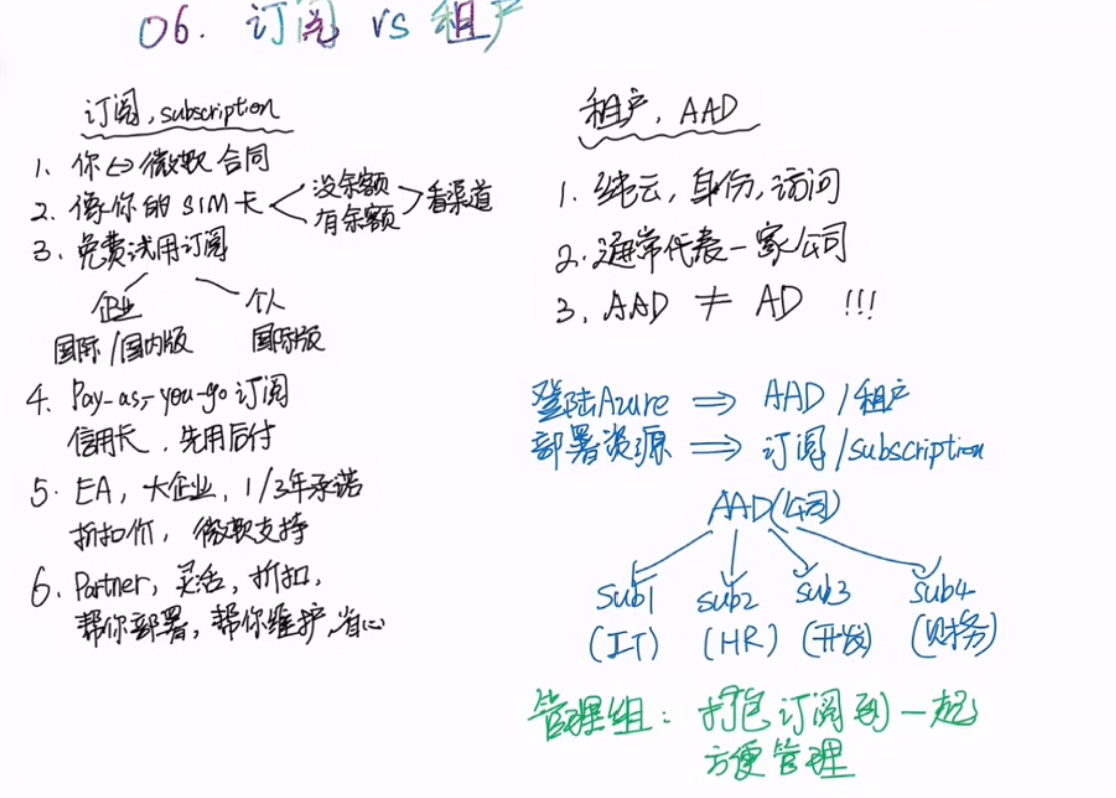 06. 订阅 vs 租户
订阅, subscription
1. 你⇔微软 合同
2. 像你的 SIM 卡 没余额 有余额 看渠道
3. 免费试用订阅
企业 个人
国际/国内版 国际版
4. Pay-as-you-go 订阅
信用卡, 先用后付
5. EA, 大企业, 1/3年承诺
折扣价, 微软支持
6. Partner, 灵活, 折扣,
帮你部署, 帮你维护, 省心
租户, AAD
1. 纯云, 身份, 访问
2. 通常代表一家公司
3. AAD ≠ AD !!!
登陆Azure ⇒ AAD/租户
部署资源 ⇒ 订阅/subscription
AAD(公司)
sub1 sub2 sub3 sub4
(IT) (HR) (开发) (财务)
管理组: 打包订阅到一起
方便管理